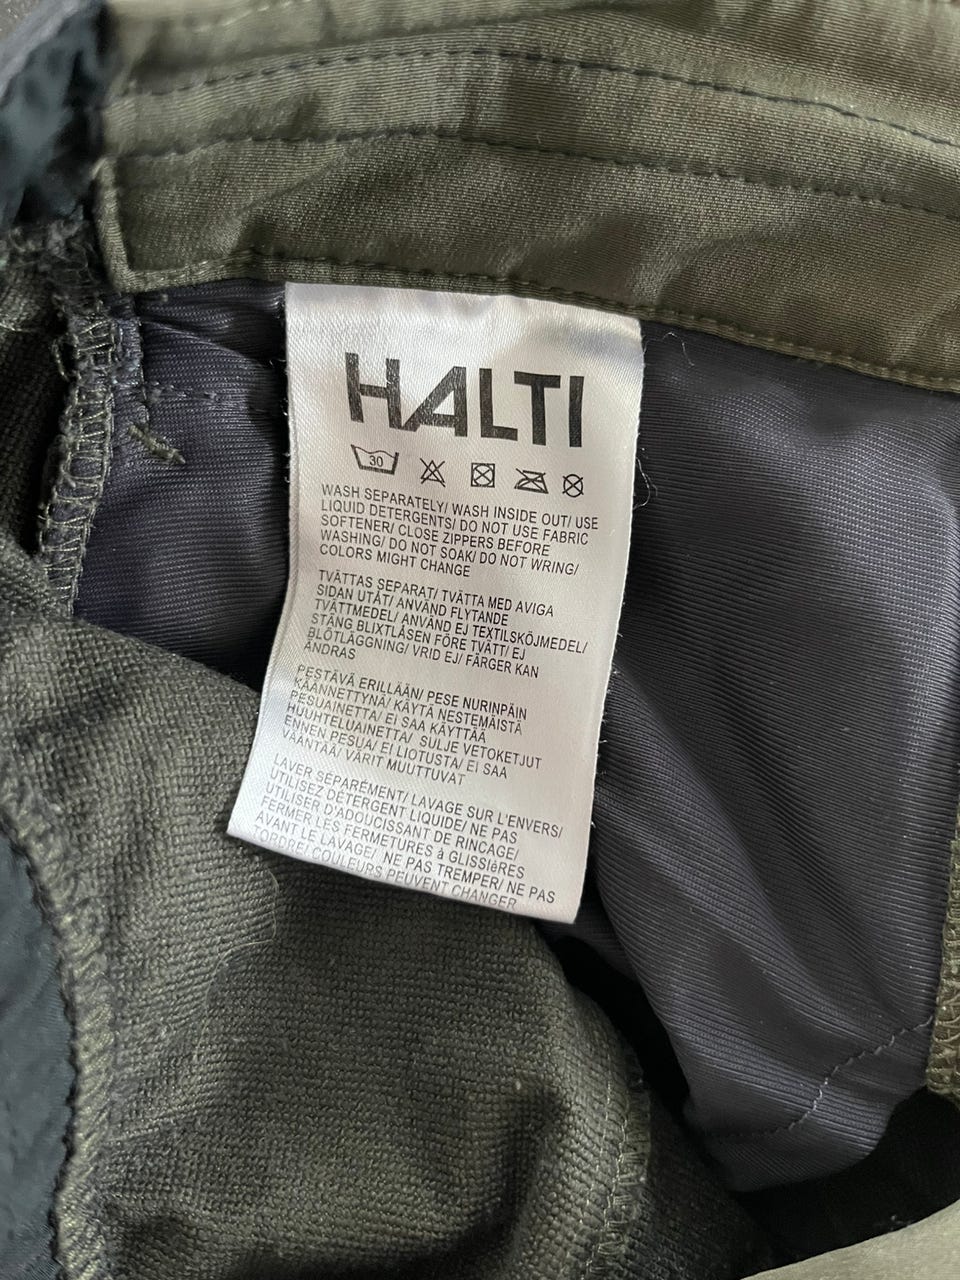 HALTI
30
WASH SEPARATELY/ WASH INSIDE OUT/ USE
LIQUID DETERGENTS/ DO NOT USE FABRIC
SOFTENER/ CLOSE ZIPPERS BEFORE
WASHING/ DO NOT SOAK/ DO NOT WRING/
COLORS MIGHT CHANGE
TVÄTTAS SEPARAT/ TVÄTTA MED AVIGA
SIDAN UTÅT/ ANVÄND FLYTANDE
TVÄTTMEDEL/ ANVÄND EJ TEXTILSKÖJMEDEL/
STÄNG BLIXTLÅSEN FÖRE TVÄTT/ EJ
BLÖTLÄGGNING/ VRID EJ/ FÄRGER KAN
ÄNDRAS
PESTÄVÄ ERILLÄÄN/ PESE NURINPÄIN
KÄÄNNETTYNÄ/ KÄYTÄ NESTEMÄISTÄ
PESUAINETTA/ EI SAA KÄYTTÄÄ
HUUHTELUAINETTA/ SULJE VETOKETJUT
ENNEN PESUA/ EI LIOTUSTA/ EI SAA
VÄÄNTÄÄ/ VÄRIT MUUTTUVAT
LAVER SÉPARÉMENT/ LAVAGE SUR L'ENVERS/
UTILISEZ DÉTERGENT LIQUIDE/ NE PAS
FERMISER D'ADOUCISSANT DE RINCAGE/
AVANT LE FERMETURES à GLISSIèRES
AVANT LE LAVAGE/ NE PAS TREMPER/ NE PAS
TORDRE/ COULEURS PEUVENT CHANGER